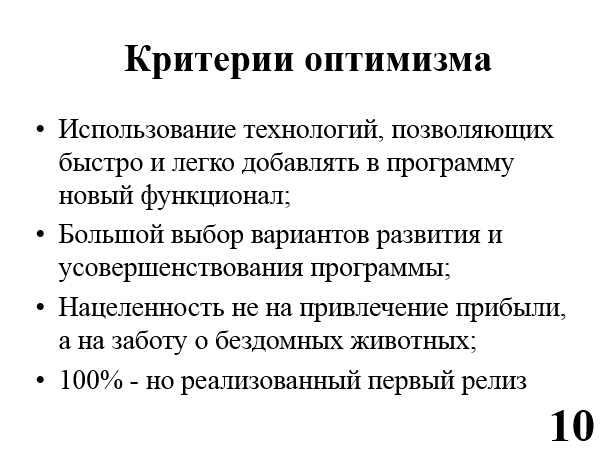 Критерии оптимизма
• Использование технологий, позволяющих
быстро и легко добавлять в программу
новый функционал;
• Большой выбор вариантов развития и
усовершенствования программы;
• Нацеленность не на привлечение прибыли,
а на заботу о бездомных животных;
• 100% - но реализованный первый релиз
10